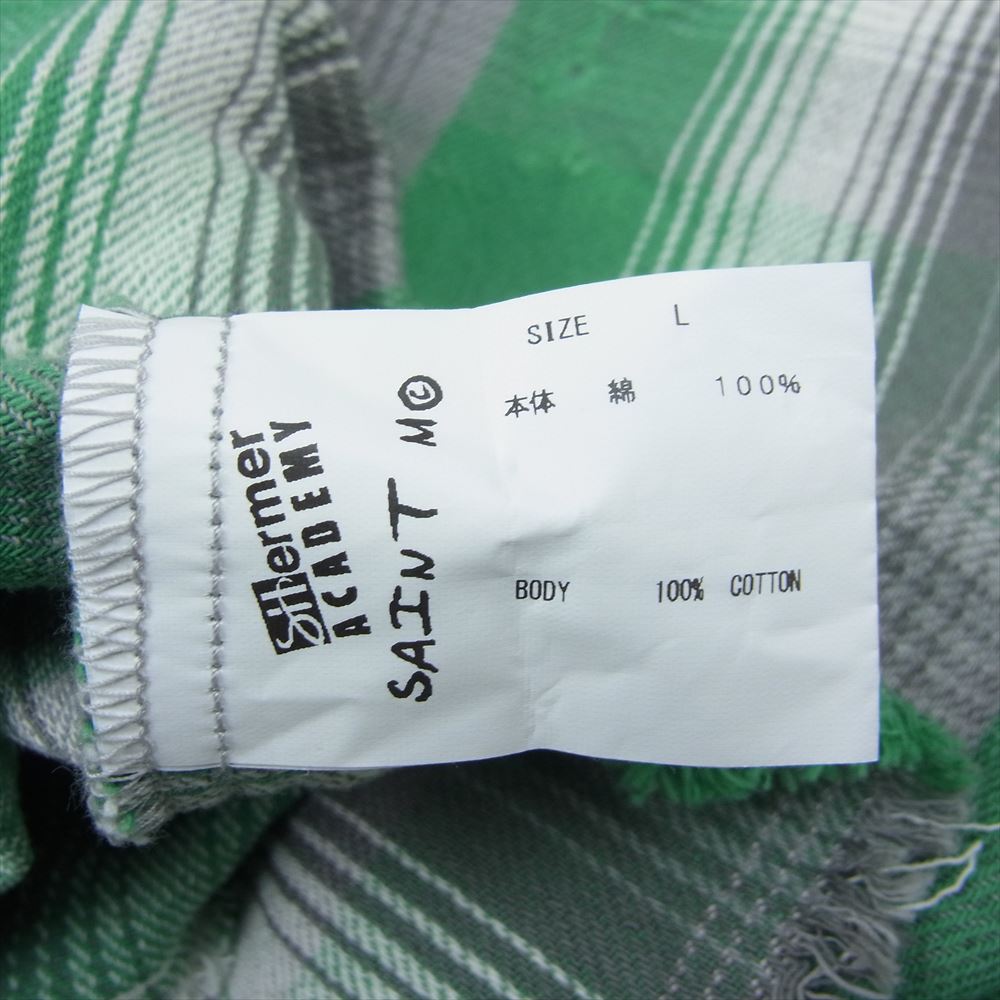 Shermer
ACADEMY
SAINT M©
SIZE L
本体 綿 100%
BODY 100% COTTON